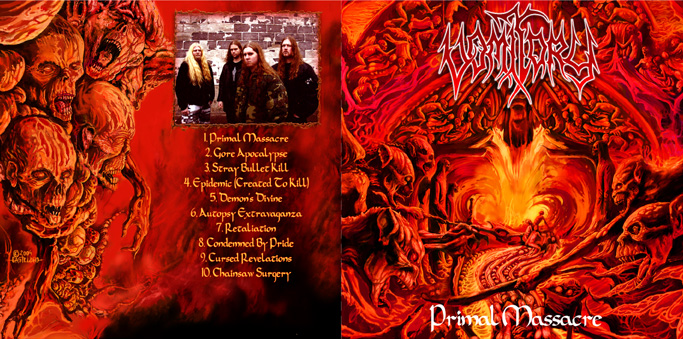 1. Primal Massacre
2. Gore Apocalypse
3. Stray Bullet Kill
4. Epidemic (Created To Kill)
5. Demons Divine
6. Autopsy Extravaganza
7. Retaliation
8. Condemned By Pride
9. Cursed Revelations
10. Chainsaw Surgery
VOMITORY
Primal Massacre